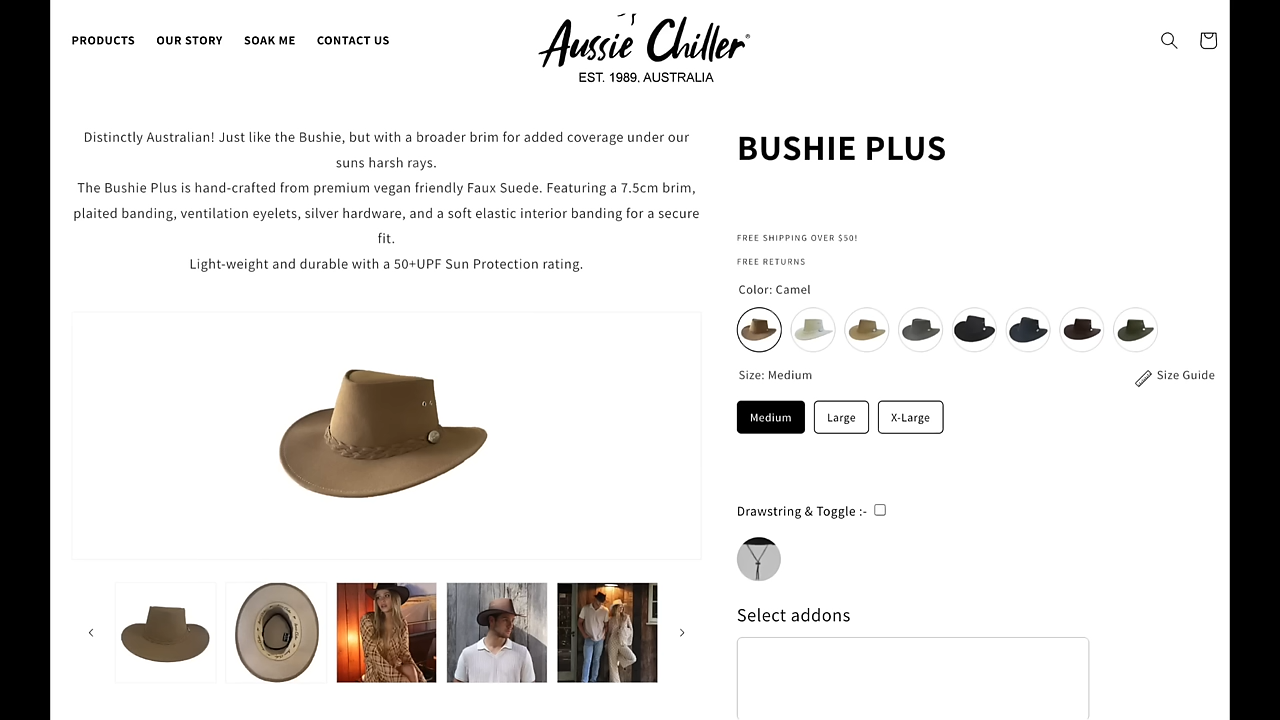 PRODUCTS OUR STORY SOAK ME CONTACT US
Aussie Chiller®
EST. 1989. AUSTRALIA
Distinctly Australian! Just like the Bushie, but with a broader brim for added coverage under our
suns harsh rays.
The Bushie Plus is hand-crafted from premium vegan friendly Faux Suede. Featuring a 7.5cm brim,
plaited banding, ventilation eyelets, silver hardware, and a soft elastic interior banding for a secure
fit.
Light-weight and durable with a 50+UPF Sun Protection rating.
BUSHIE PLUS
FREE SHIPPING OVER $50!
FREE RETURNS
Color: Camel
Size: Medium
Size Guide
Medium Large X-Large
Drawstring & Toggle :-
Select addons